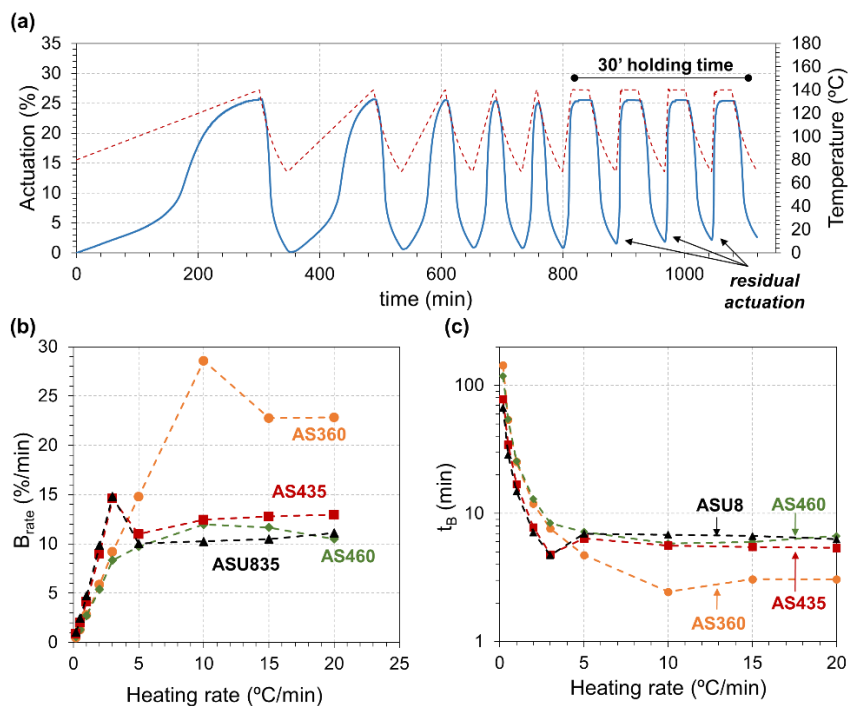 (a)
35
30
25
20
15
10
5
0
Actuation (%)
180
160
140
120
100
80
60
40
20
0
Temperature (ºC)
30' holding time
residual
actuation
0 200 400 600 800 1000
time (min)
(b)
30
25
20
15
10
5
0
B_rate (%/min)
AS360
AS435
ASU835
AS460
0 5 10 15 20 25
Heating rate (ºC/min)
(c)
100
10
1
t_B (min)
ASU8
AS460
AS435
AS360
0 5 10 15 20
Heating rate (ºC/min)